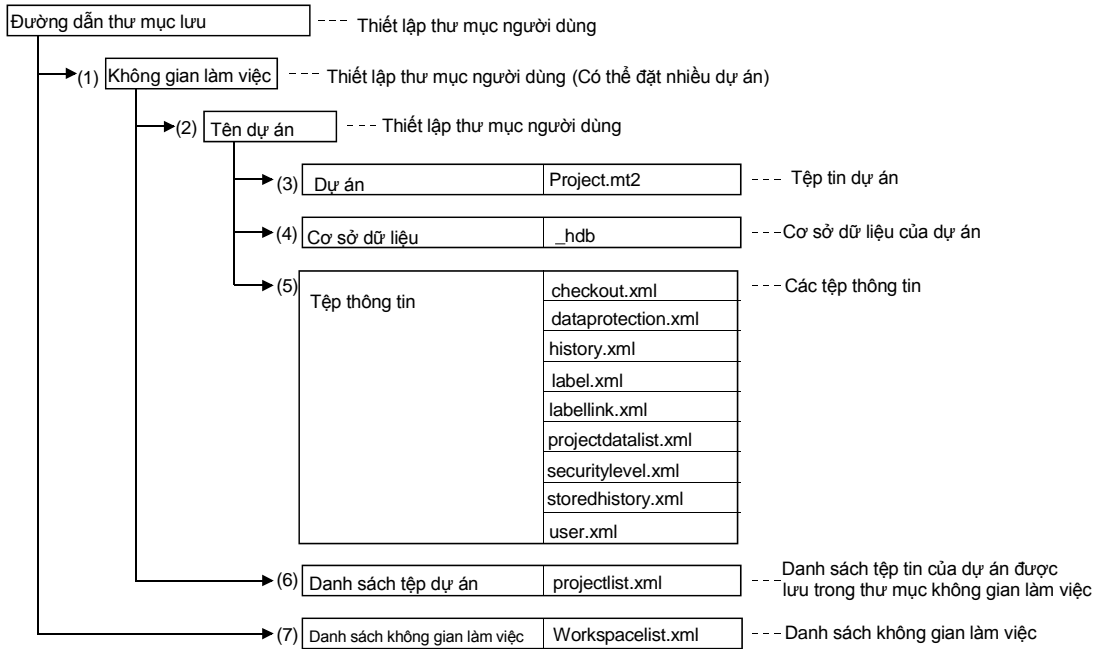 Đường dẫn thư mục lưu
Thiết lập thư mục người dùng
(1) Không gian làm việc
Thiết lập thư mục người dùng (Có thể đặt nhiều dự án)
(2) Tên dự án
Thiết lập thư mục người dùng
(3) Dự án
Project.mt2
Tệp tin dự án
(4) Cơ sở dữ liệu
_hdb
Cơ sở dữ liệu của dự án
(5) Tệp thông tin
checkout.xml
dataprotection.xml
history.xml
label.xml
labellink.xml
projectdatalist.xml
securitylevel.xml
storedhistory.xml
user.xml
Các tệp thông tin
(6) Danh sách tệp dự án
projectlist.xml
Danh sách tệp tin của dự án được
lưu trong thư mục không gian làm việc
(7) Danh sách không gian làm việc
Workspacelist.xml
Danh sách không gian làm việc